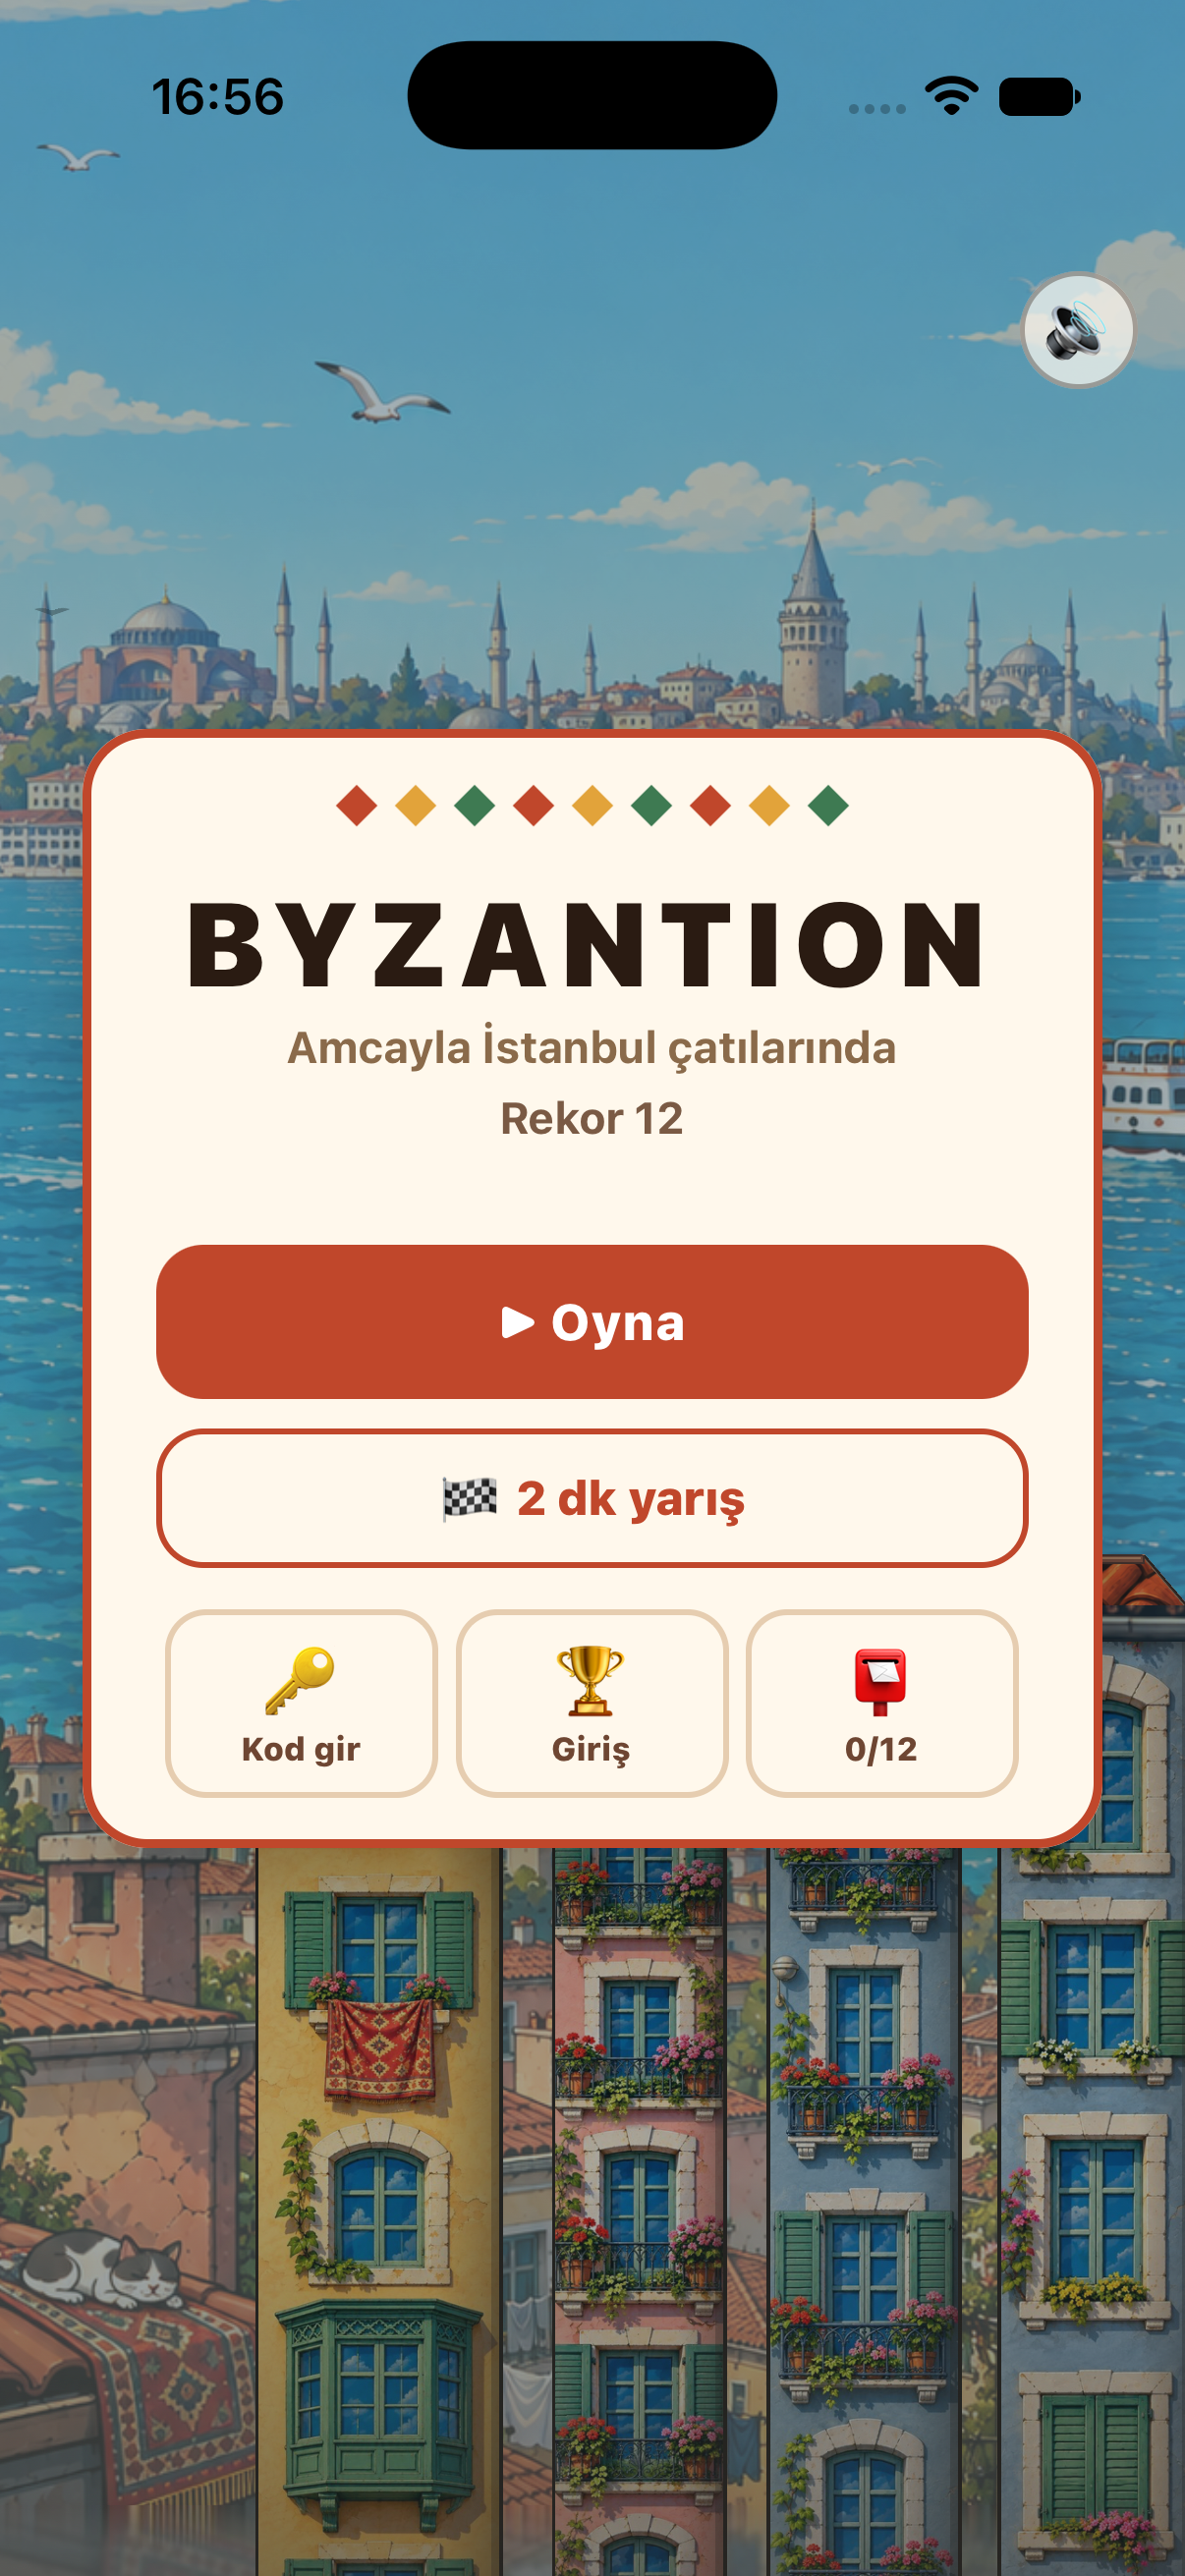 16:56
BYZANTION
Amcayla İstanbul çatılarında
Rekor 12
Oyna
2 dk yarış
Kod gir
Giriş
0/12